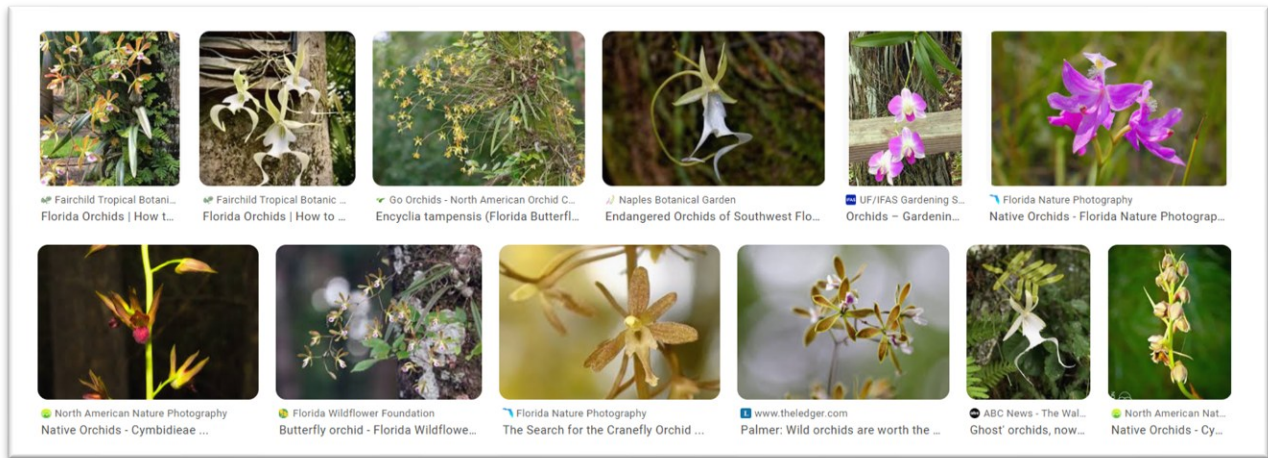 Fairchild Tropical Botani...
Florida Orchids | How t...
Fairchild Tropical Botanic ...
Florida Orchids | How to ...
Go Orchids - North American Orchid C...
Encyclia tampensis (Florida Butterfl...
Naples Botanical Garden
Endangered Orchids of Southwest Flo...
UF/IFAS Gardening S...
Orchids – Gardenin...
Florida Nature Photography
Native Orchids - Florida Nature Photograp...
North American Nature Photography
Native Orchids - Cymbidieae ...
Florida Wildflower Foundation
Butterfly orchid - Florida Wildflowe...
Florida Nature Photography
The Search for the Cranefly Orchid ...
www.theledger.com
Palmer: Wild orchids are worth the ...
ABC News - The Wal...
Ghost' orchids, now...
North American Nat...
Native Orchids - Cy...